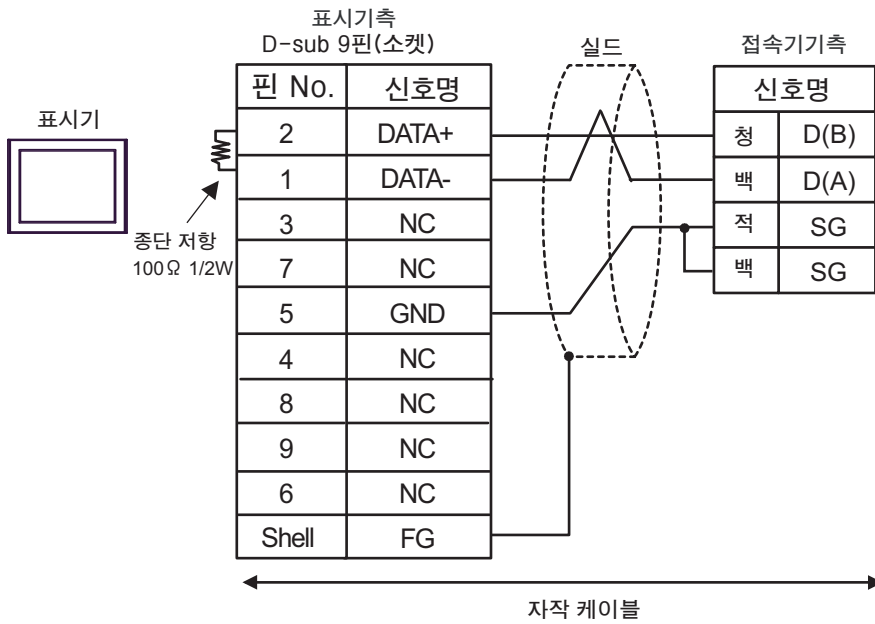 표시기측
D-sub 9핀(소켓)
실드
접속기기측
핀 No. 신호명
신호명
표시기
2 DATA+
청 D(B)
1 DATA-
백 D(A)
3 NC
적 SG
종단 저항
100Ω 1/2W
7 NC
백 SG
5 GND
4 NC
8 NC
9 NC
6 NC
Shell FG
자작 케이블